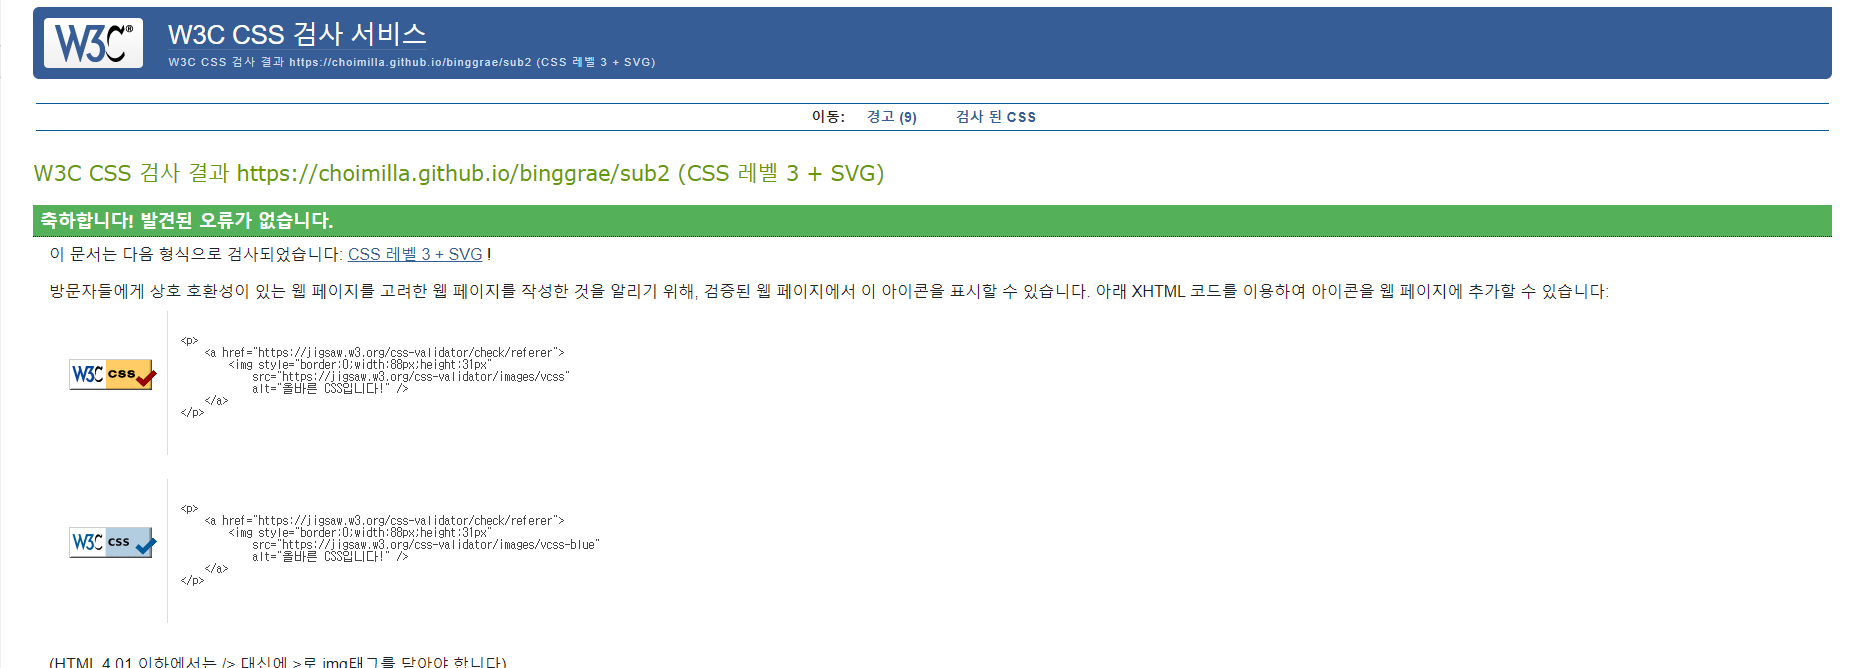 W3C®
W3C CSS 검사 서비스
W3C CSS 검사 결과 https://choimilla.github.io/binggrae/sub2 (CSS 레벨 3 + SVG)
이동: 경고 (9) 검사 된 CSS
W3C CSS 검사 결과 https://choimilla.github.io/binggrae/sub2 (CSS 레벨 3 + SVG)
축하합니다! 발견된 오류가 없습니다.
이 문서는 다음 형식으로 검사되었습니다: CSS 레벨 3 + SVG !
방문자들에게 상호 호환성이 있는 웹 페이지를 고려한 웹 페이지를 작성한 것을 알리기 위해, 검증된 웹 페이지에서 이 아이콘을 표시할 수 있습니다. 아래 XHTML 코드를 이용하여 아이콘을 웹 페이지에 추가할 수 있습니다:
W3C css
<p>
<a href="https://jigsaw.w3.org/css-validator/check/referer">
<img style="border:0;width:88px;height:31px"
src="https://jigsaw.w3.org/css-validator/images/vcss"
alt="올바른 CSS입니다!" />
</a>
</p>
W3C css
<p>
<a href="https://jigsaw.w3.org/css-validator/check/referer">
<img style="border:0;width:88px;height:31px"
src="https://jigsaw.w3.org/css-validator/images/vcss-blue"
alt="올바른 CSS입니다!" />
</a>
</p>
(HTML 4.01 이하에서는 /> 대신에 >로 img태그를 닫아야 합니다)